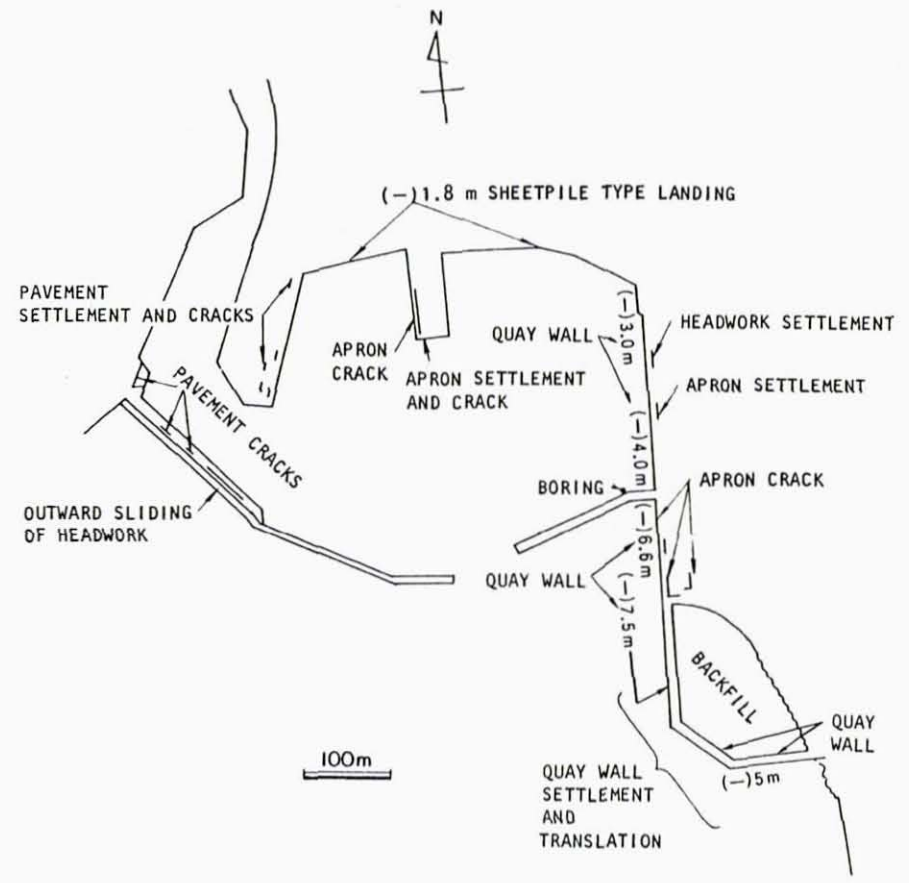 N
(—)1.8 m SHEETPILE TYPE LANDING
PAVEMENT
SETTLEMENT AND CRACKS
APRON
CRACK
APRON SETTLEMENT
AND CRACK
QUAY WALL
(—)3.0m
HEADWORK SETTLEMENT
APRON SETTLEMENT
(—)4.0m
PAVEMENT CRACKS
BORING
APRON CRACK
OUTWARD SLIDING
OF HEADWORK
(—)6.6m
QUAY WALL
(—)7.5m
BACKFILL
QUAY
WALL
100m
(—)5m
QUAY WALL
SETTLEMENT
AND
TRANSLATION